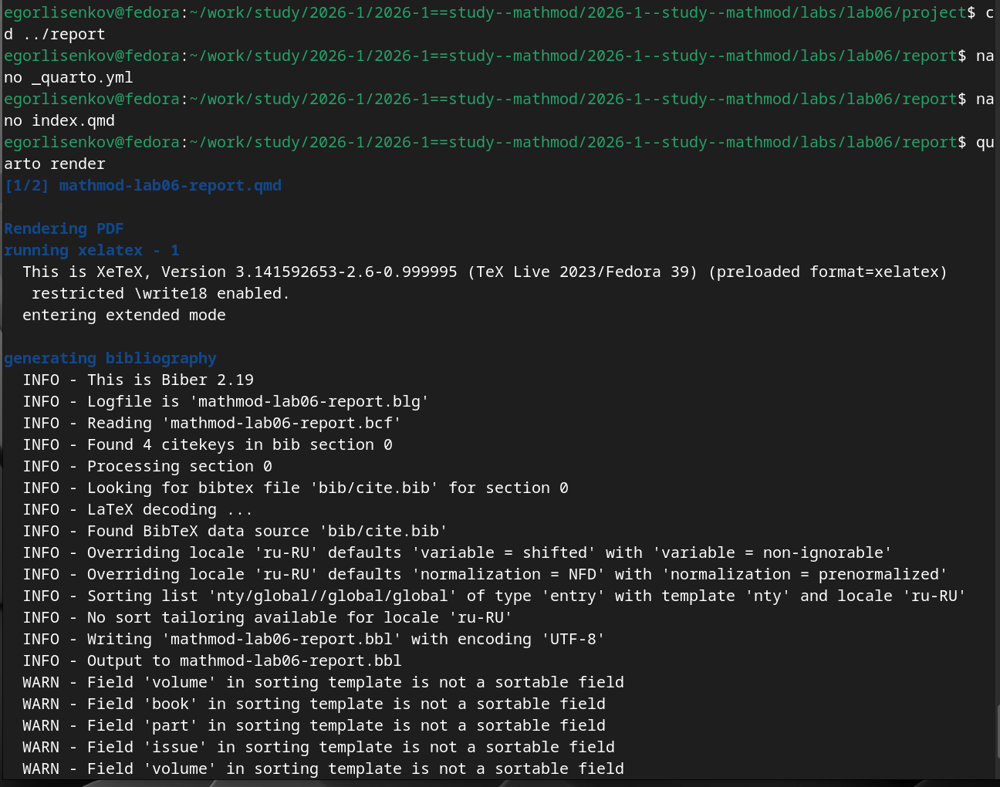 egorlisenkov@fedora:~/work/study/2026-1/2026-1==study--mathmod/2026-1--study--mathmod/labs/lab06/project$ c
d ../report
egorlisenkov@fedora:~/work/study/2026-1/2026-1==study--mathmod/2026-1--study--mathmod/labs/lab06/report$ na
no _quarto.yml
egorlisenkov@fedora:~/work/study/2026-1/2026-1==study--mathmod/2026-1--study--mathmod/labs/lab06/report$ na
no index.qmd
egorlisenkov@fedora:~/work/study/2026-1/2026-1==study--mathmod/2026-1--study--mathmod/labs/lab06/report$ qu
arto render
[1/2] mathmod-lab06-report.qmd
Rendering PDF
running xelatex - 1
This is XeTeX, Version 3.141592653-2.6-0.999995 (TeX Live 2023/Fedora 39) (preloaded format=xelatex)
restricted \write18 enabled.
entering extended mode
generating bibliography
INFO - This is Biber 2.19
INFO - Logfile is 'mathmod-lab06-report.blg'
INFO - Reading 'mathmod-lab06-report.bcf'
INFO - Found 4 citekeys in bib section 0
INFO - Processing section 0
INFO - Looking for bibtex file 'bib/cite.bib' for section 0
INFO - LaTeX decoding ...
INFO - Found BibTeX data source 'bib/cite.bib'
INFO - Overriding locale 'ru-RU' defaults 'variable = shifted' with 'variable = non-ignorable'
INFO - Overriding locale 'ru-RU' defaults 'normalization = NFD' with 'normalization = prenormalized'
INFO - Sorting list 'nty/global//global/global' of type 'entry' with template 'nty' and locale 'ru-RU'
INFO - No sort tailoring available for locale 'ru-RU'
INFO - Writing 'mathmod-lab06-report.bbl' with encoding 'UTF-8'
INFO - Output to mathmod-lab06-report.bbl
WARN - Field 'volume' in sorting template is not a sortable field
WARN - Field 'book' in sorting template is not a sortable field
WARN - Field 'part' in sorting template is not a sortable field
WARN - Field 'issue' in sorting template is not a sortable field
WARN - Field 'volume' in sorting template is not a sortable field